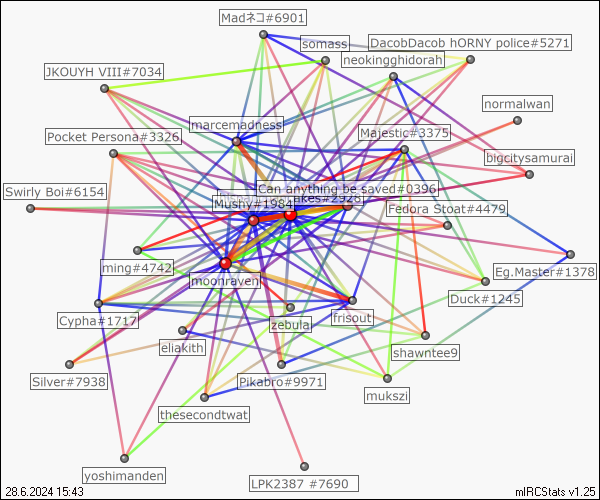 Madネコ#6901
somass
DacobDacob hORNY police#5271
neokingghidorah
JKOUYH VIII#7034
normalwan
marcemadness
Majestic#3375
Pocket Persona#3326
bigcitysamurai
Can anything be saved#0396
Swirly Boi#6154
akes#2926
Mushy#1984
Fedora Stoat#4479
ming#4742
Eg.Master#1378
moonraven
Duck#1245
Cypha#1717
zebula
frisout
eliakith
shawntee9
Silver#7938
Pikabro#9971
mukszi
thesecondtwat
yoshimanden
LPK2387 #7690
28.6.2024 15:43
mIRCStats v1.25